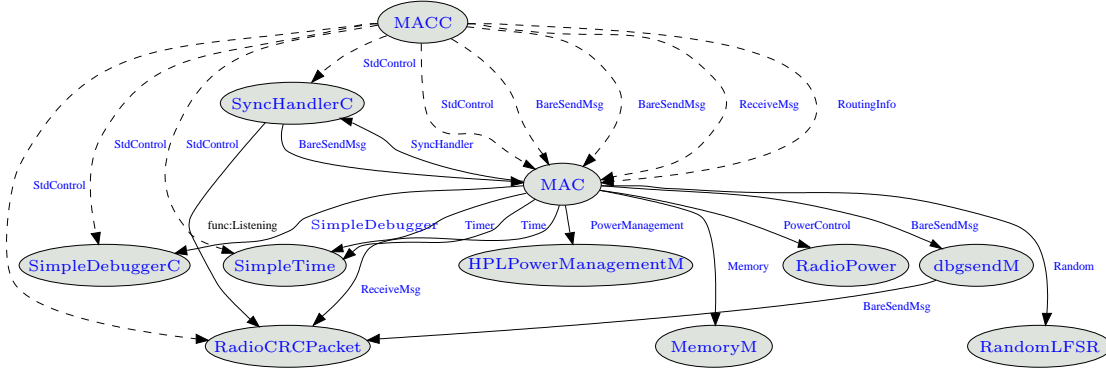 MACC
StdControl
SyncHandlerC
StdControl
BareSendMsg
BareSendMsg
ReceiveMsg
RoutingInfo
StdControl
StdControl
BareSendMsg
SyncHandler
StdControl
MAC
func:Listening
SimpleDebugger
Timer
Time
PowerManagement
PowerControl
BareSendMsg
SimpleDebuggerC
SimpleTime
HPLPowerManagementM
Memory
RadioPower
dbgsendM
Random
ReceiveMsg
BareSendMsg
RadioCRCPacket
MemoryM
RandomLFSR